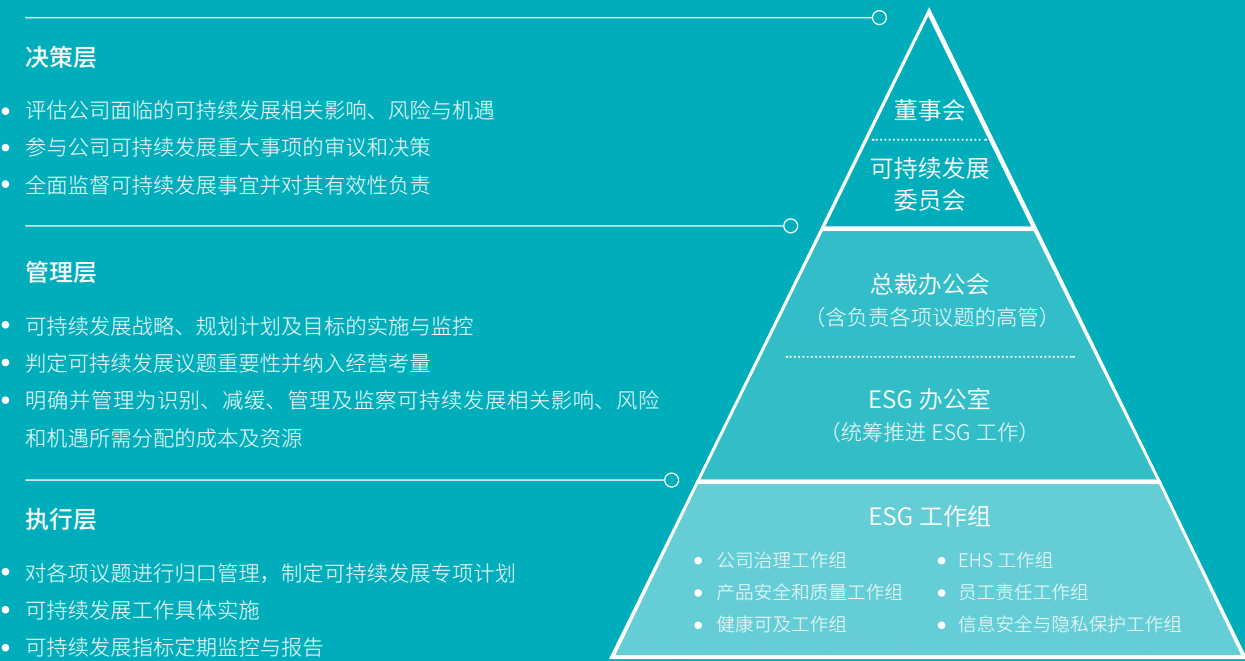 决策层
• 评估公司面临的可持续发展相关影响、风险与机遇
• 参与公司可持续发展重大事项的审议和决策
• 全面监督可持续发展事宜并对其有效性负责
管理层
• 可持续发展战略、规划计划及目标的实施与监控
• 判定可持续发展议题重要性并纳入经营考量
• 明确并管理为识别、减缓、管理及监察可持续发展相关影响、风险
和机遇所需分配的成本及资源
执行层
• 对各项议题进行归口管理，制定可持续发展专项计划
• 可持续发展工作具体实施
• 可持续发展指标定期监控与报告
董事会
可持续发展
委员会
总裁办公会
（含负责各项议题的高管）
ESG 办公室
（统筹推进 ESG 工作）
ESG 工作组
• 公司治理工作组
• 产品安全和质量工作组
• 健康可及工作组
• EHS 工作组
• 员工责任工作组
• 信息安全与隐私保护工作组